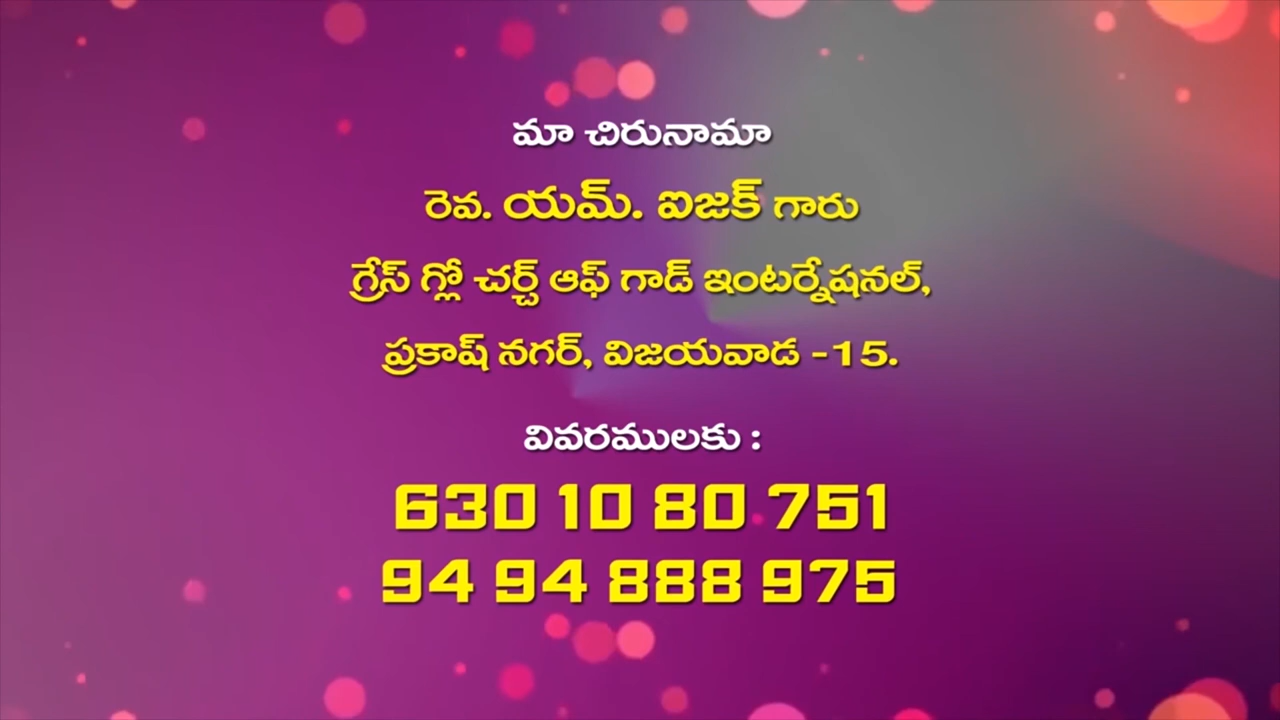 మా చిరునామా
రెవ. యమ్. ఐజక్ గారు
గ్రేస్ గ్లో చర్చ్ ఆఫ్ గాడ్ ఇంటర్నేషనల్,
ప్రకాష్ నగర్, విజయవాడ -15.
వివరములకు :
630 10 80 751
94 94 888 975